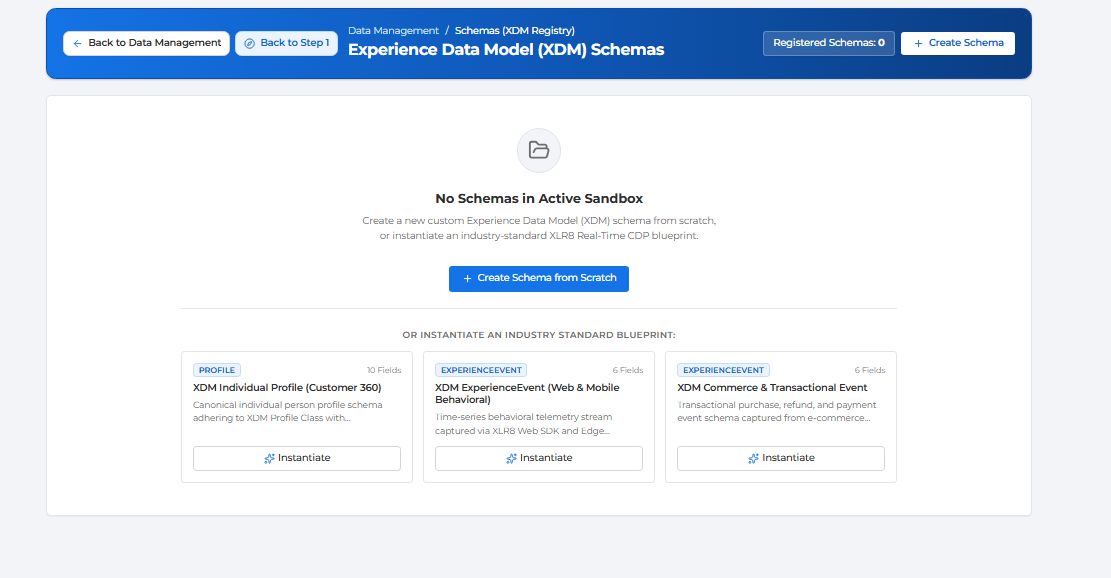 Back to Data Management
Back to Step 1
Data Management / Schemas (XDM Registry)
Experience Data Model (XDM) Schemas
Registered Schemas: 0
+ Create Schema
No Schemas in Active Sandbox
Create a new custom Experience Data Model (XDM) schema from scratch,
or instantiate an industry-standard XLR8 Real-Time CDP blueprint.
+ Create Schema from Scratch
OR INSTANTIATE AN INDUSTRY STANDARD BLUEPRINT:
PROFILE
10 Fields
XDM Individual Profile (Customer 360)
Canonical individual person profile schema
adhering to XDM Profile Class with...
Instantiate
EXPERIENCEEVENT
6 Fields
XDM ExperienceEvent (Web & Mobile
Behavioral)
Time-series behavioral telemetry stream
captured via XLR8 Web SDK and Edge...
Instantiate
EXPERIENCEEVENT
6 Fields
XDM Commerce & Transactional Event
Transactional purchase, refund, and payment
event schema captured from e-commerce...
Instantiate